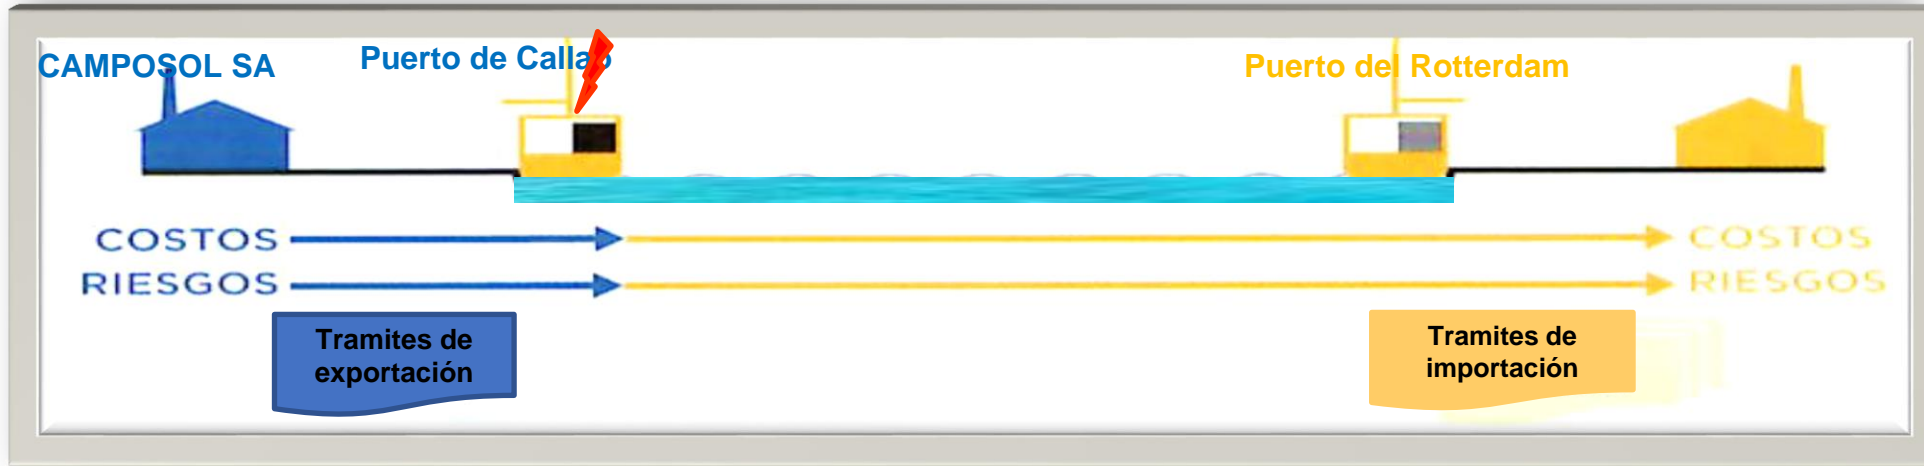 CAMPOSOL SA
Puerto de Callao
Puerto del Rotterdam
COSTOS
COSTOS
RIESGOS
RIESGOS
Tramites de
exportación
Tramites de
importación